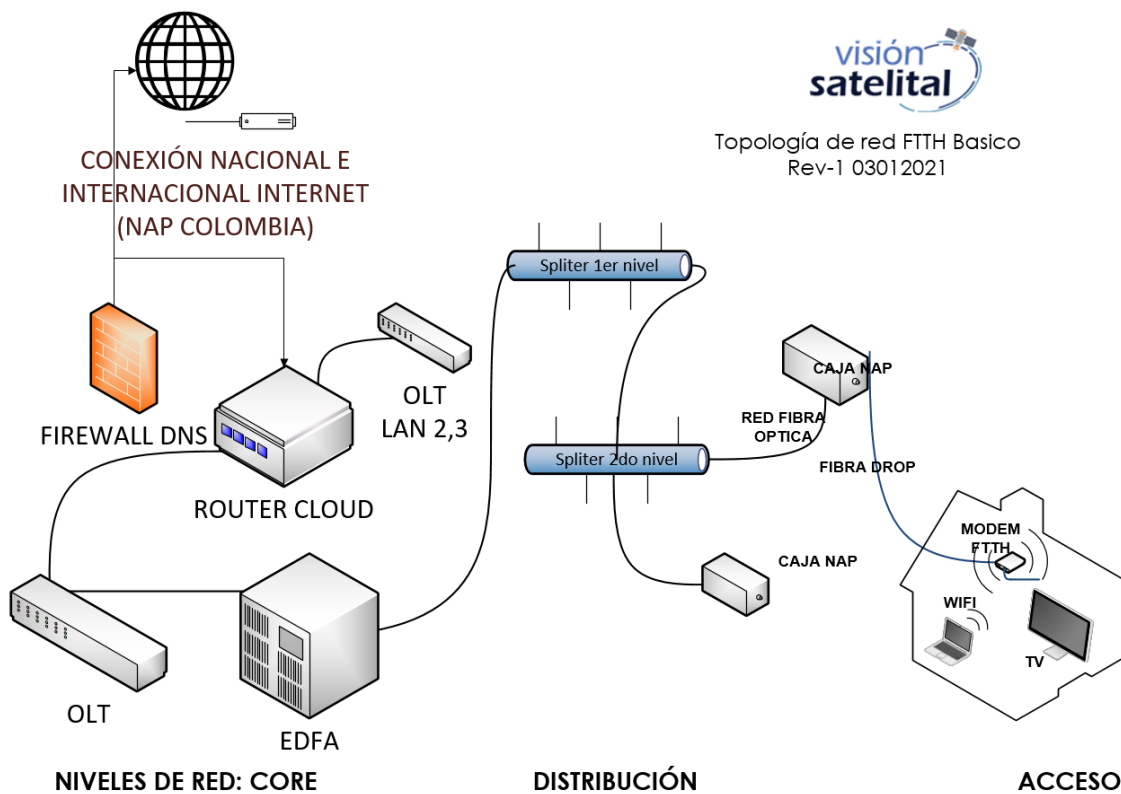 visión
satelital
Topología de red FTTH Basico
Rev-1 03012021
CONEXIÓN NACIONAL E
INTERNACIONAL INTERNET
(NAP COLOMBIA)
Spliter 1er nivel
OLT
LAN 2,3
FIREWALL DNS
ROUTER CLOUD
CAJA NAP
RED FIBRA
OPTICA
Spliter 2do nivel
FIBRA DROP
MODEM
FTTH
CAJA NAP
WIFI
TV
OLT
EDFA
NIVELES DE RED: CORE
DISTRIBUCIÓN
ACCESO